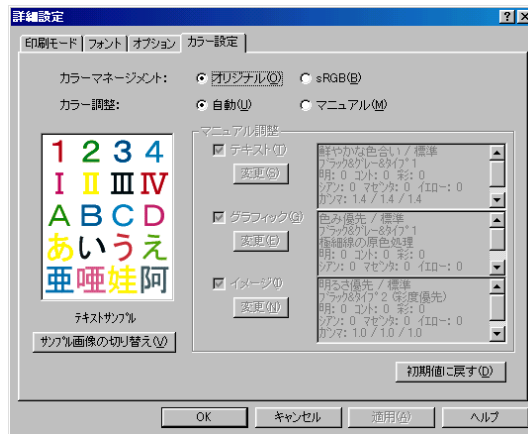 詳細設定
印刷モード フォント オプション カラー設定
カラーマネージメント: オリジナル(O) sRGB(B)
カラー調整: 自動(U) マニュアル(M)
マニュアル調整
1 2 3 4
I II III IV
A B C D
あ い う え
亜 唖 娃 阿
テキストサンプル
サンプル画像の切り替え(V)
テキスト(T)
変更(S)
鮮やかな色合い / 標準
ブラック&グレータイプ1
明: 0 コント: 0 彩: 0
シアン: 0 マゼンタ: 0 イエロー: 0
ガンマ: 1.4 / 1.4 / 1.4
グラフィック(G)
変更(E)
色み優先 / 標準
ブラック&グレータイプ1
極細線の原色処理
明: 0 コント: 0 彩: 0
シアン: 0 マゼンタ: 0 イエロー: 0
イメージ(I)
変更(N)
明るさ優先 / 標準
ブラック&タイプ2 (彩度優先)
明: 0 コント: 0 彩: 0
シアン: 0 マゼンタ: 0 イエロー: 0
ガンマ: 1.0 / 1.0 / 1.0
初期値に戻す(D)
OK キャンセル 適用(A) ヘルプ